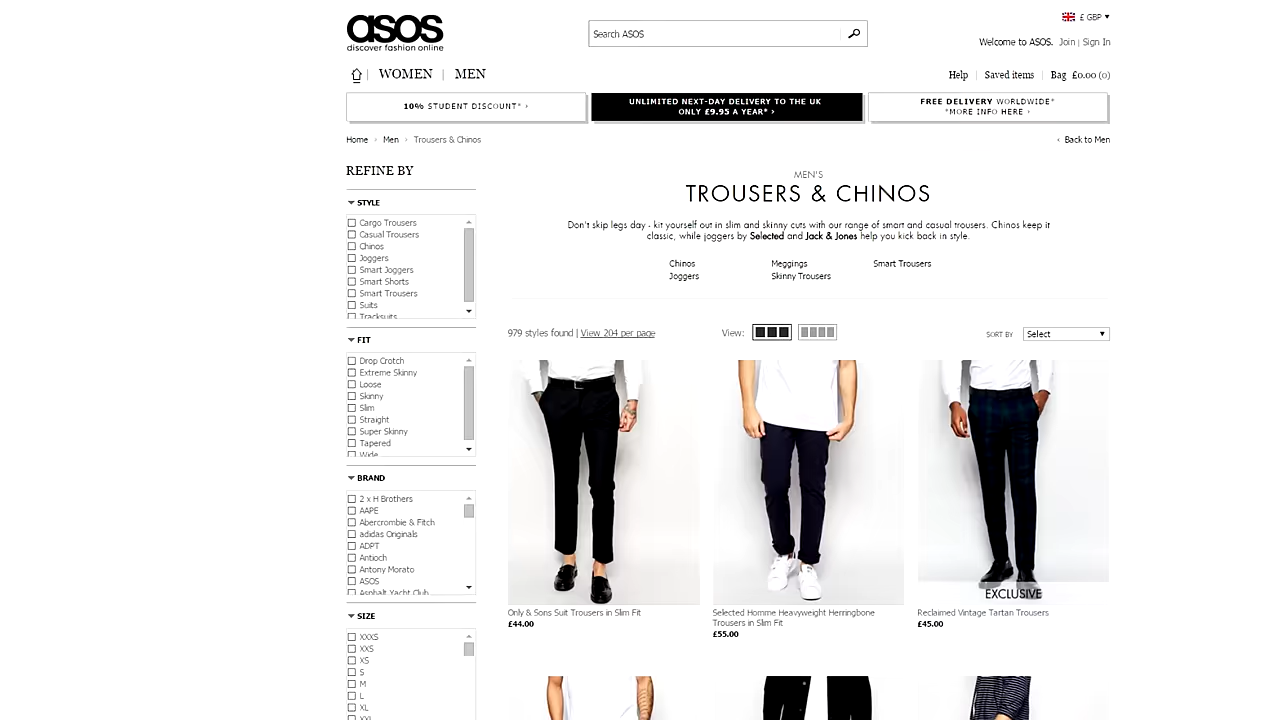 asos
discover fashion online
Search ASOS
£ GBP
Welcome to ASOS. Join | Sign In
WOMEN | MEN
Help | Saved items | Bag £0.00 (0)
10% STUDENT DISCOUNT* ›
UNLIMITED NEXT-DAY DELIVERY TO THE UK
ONLY £9.95 A YEAR* ›
FREE DELIVERY WORLDWIDE*
*MORE INFO HERE ›
Home › Men › Trousers & Chinos
‹ Back to Men
REFINE BY
STYLE
Cargo Trousers
Casual Trousers
Chinos
Joggers
Smart Joggers
Smart Shorts
Smart Trousers
Suits
Tracksuits
FIT
Drop Crotch
Extreme Skinny
Loose
Skinny
Slim
Straight
Super Skinny
Tapered
Wide
BRAND
2 x H Brothers
AAPE
Abercrombie & Fitch
adidas Originals
ADPT
Antioch
Antony Morato
ASOS
Asphalt Yacht Club
SIZE
XXXS
XXS
XS
S
M
L
XL
XXL
MEN'S
TROUSERS & CHINOS
Don't skip legs day - kit yourself out in slim and skinny cuts with our range of smart and casual trousers. Chinos keep it
classic, while joggers by Selected and Jack & Jones help you kick back in style.
Chinos Meggings Smart Trousers
Joggers Skinny Trousers
979 styles found | View 204 per page
View:
SORT BY Select
EXCLUSIVE
Only & Sons Suit Trousers in Slim Fit
£44.00
Selected Homme Heavyweight Herringbone
Trousers in Slim Fit
£55.00
Reclaimed Vintage Tartan Trousers
£45.00